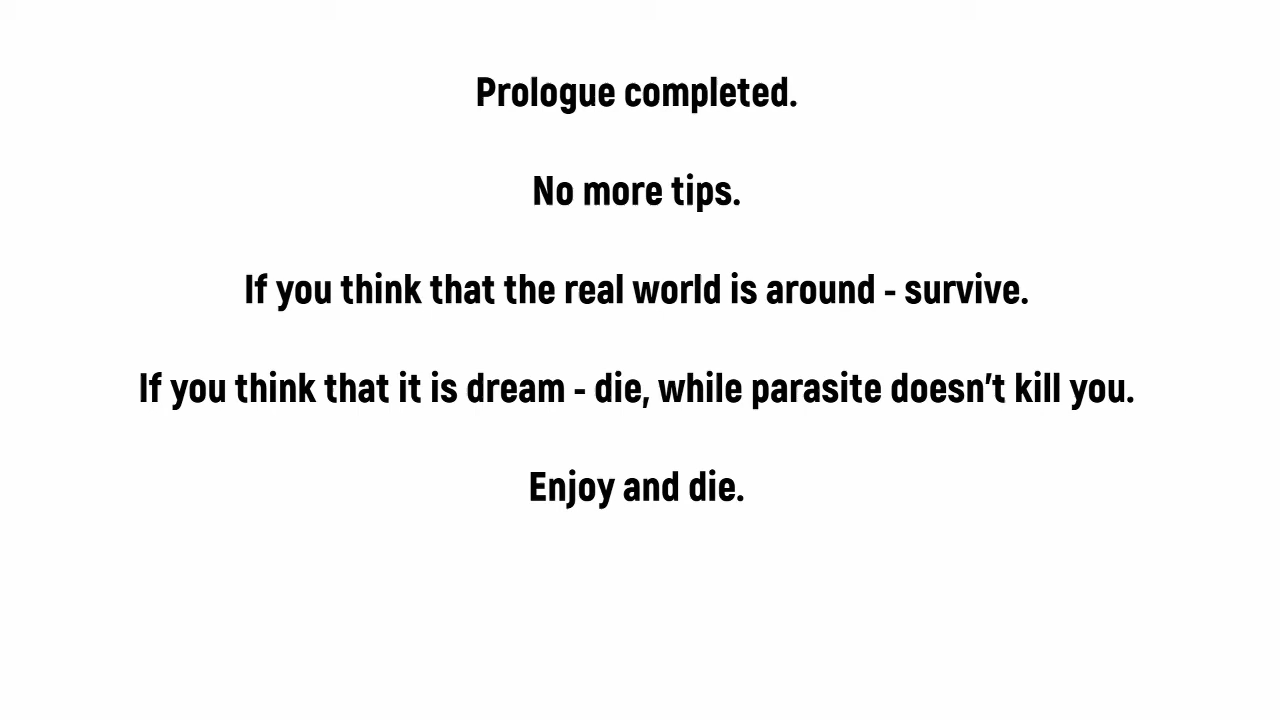 Prologue completed.
No more tips.
If you think that the real world is around - survive.
If you think that it is dream - die, while parasite doesn’t kill you.
Enjoy and die.